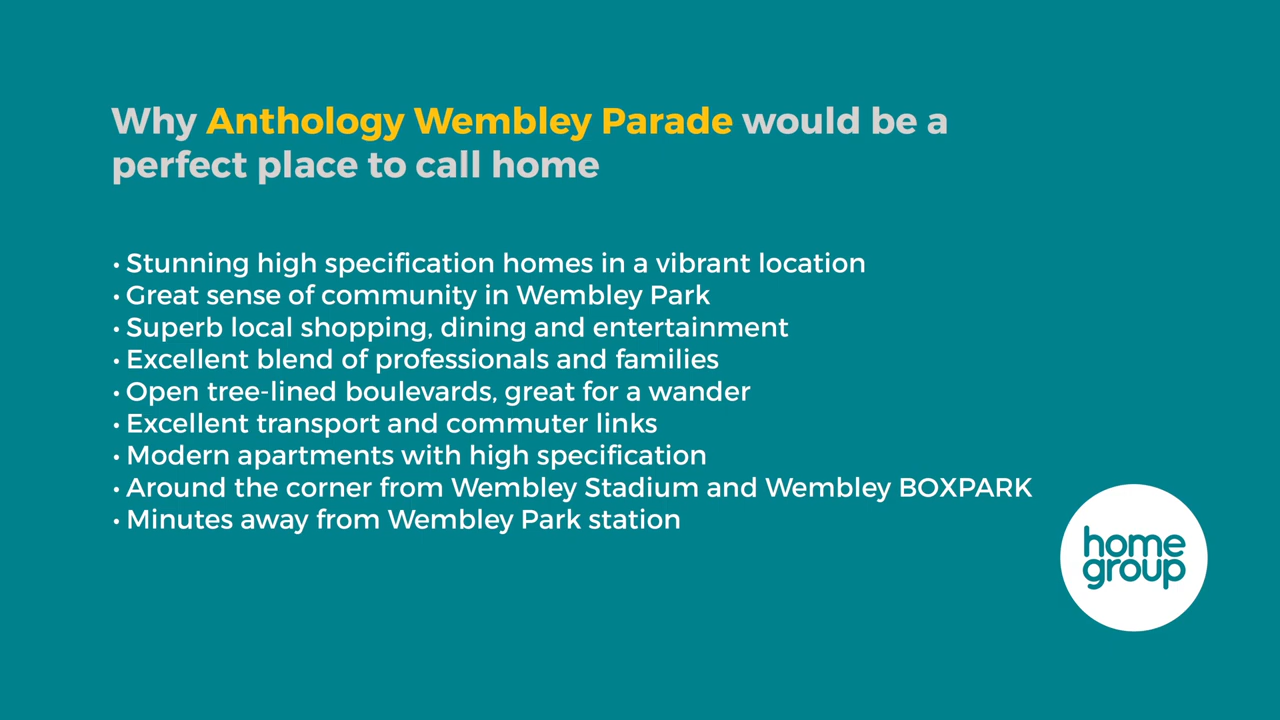 Why Anthology Wembley Parade would be a
perfect place to call home
• Stunning high specification homes in a vibrant location
• Great sense of community in Wembley Park
• Superb local shopping, dining and entertainment
• Excellent blend of professionals and families
• Open tree-lined boulevards, great for a wander
• Excellent transport and commuter links
• Modern apartments with high specification
• Around the corner from Wembley Stadium and Wembley BOXPARK
• Minutes away from Wembley Park station
home
group